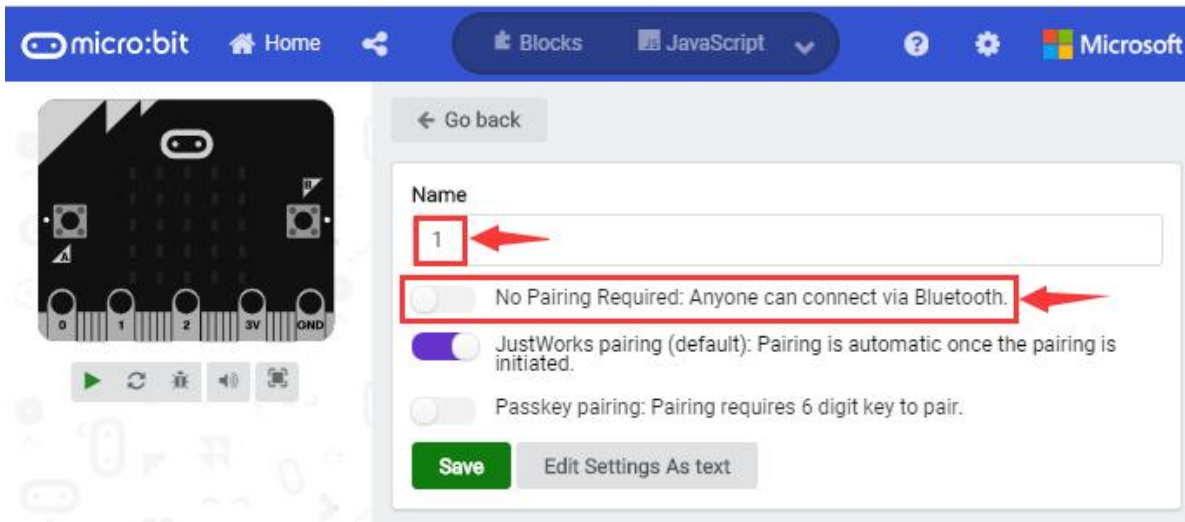 micro:bit Home Blocks JS JavaScript ? Microsoft
Go back
Name
1
No Pairing Required: Anyone can connect via Bluetooth.
JustWorks pairing (default): Pairing is automatic once the pairing is
initiated.
Passkey pairing: Pairing requires 6 digit key to pair.
Save Edit Settings As text
B
A
0 1 2 3V GND